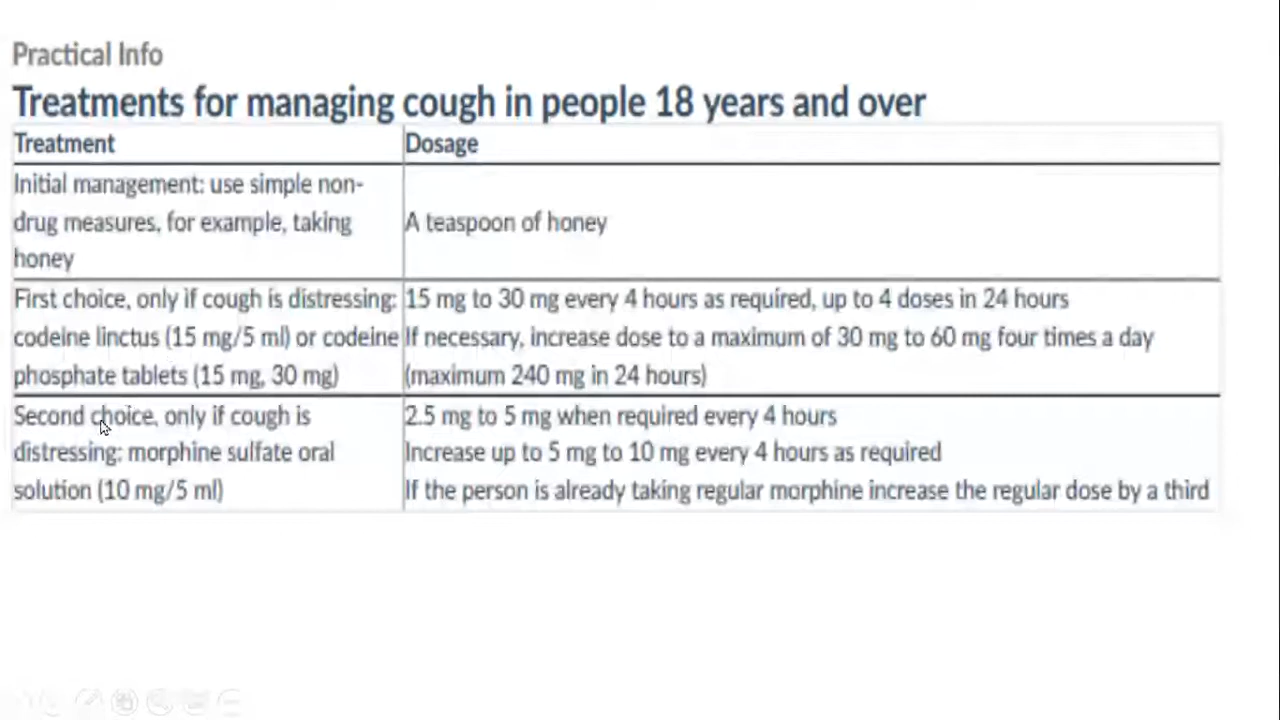 Practical Info
Treatments for managing cough in people 18 years and over
Treatment
Dosage
Initial management: use simple non-
drug measures, for example, taking
honey
A teaspoon of honey
First choice, only if cough is distressing:
codeine linctus (15 mg/5 ml) or codeine
phosphate tablets (15 mg, 30 mg)
15 mg to 30 mg every 4 hours as required, up to 4 doses in 24 hours
If necessary, increase dose to a maximum of 30 mg to 60 mg four times a day
(maximum 240 mg in 24 hours)
Second choice, only if cough is
distressing: morphine sulfate oral
solution (10 mg/5 ml)
2.5 mg to 5 mg when required every 4 hours
Increase up to 5 mg to 10 mg every 4 hours as required
If the person is already taking regular morphine increase the regular dose by a third